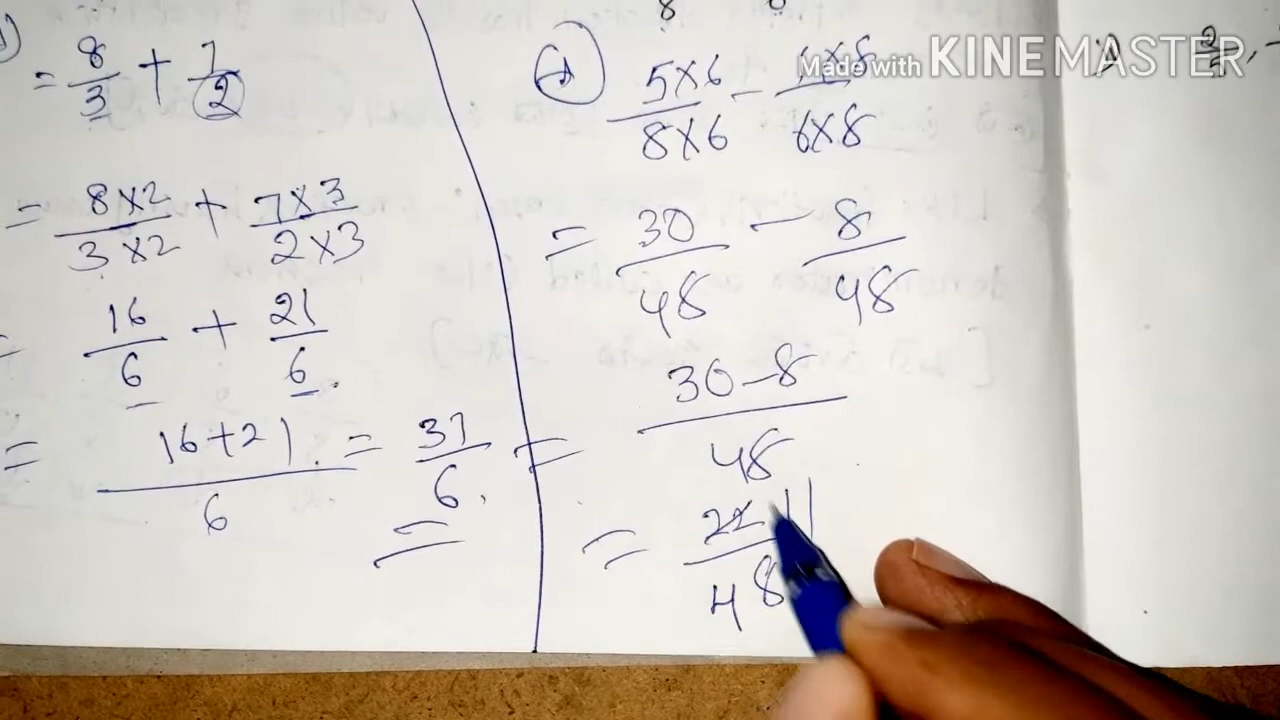 = 8/3 + 7/2
= 8×2/3×2 + 7×3/2×3
= 16/6 + 21/6
= 16+21/6 = 37/6
8
5×6/8×6 - 1×8/6×8
= 30/48 - 8/48
= 30-8/48
= 22 11/48
Made with KINEMASTER